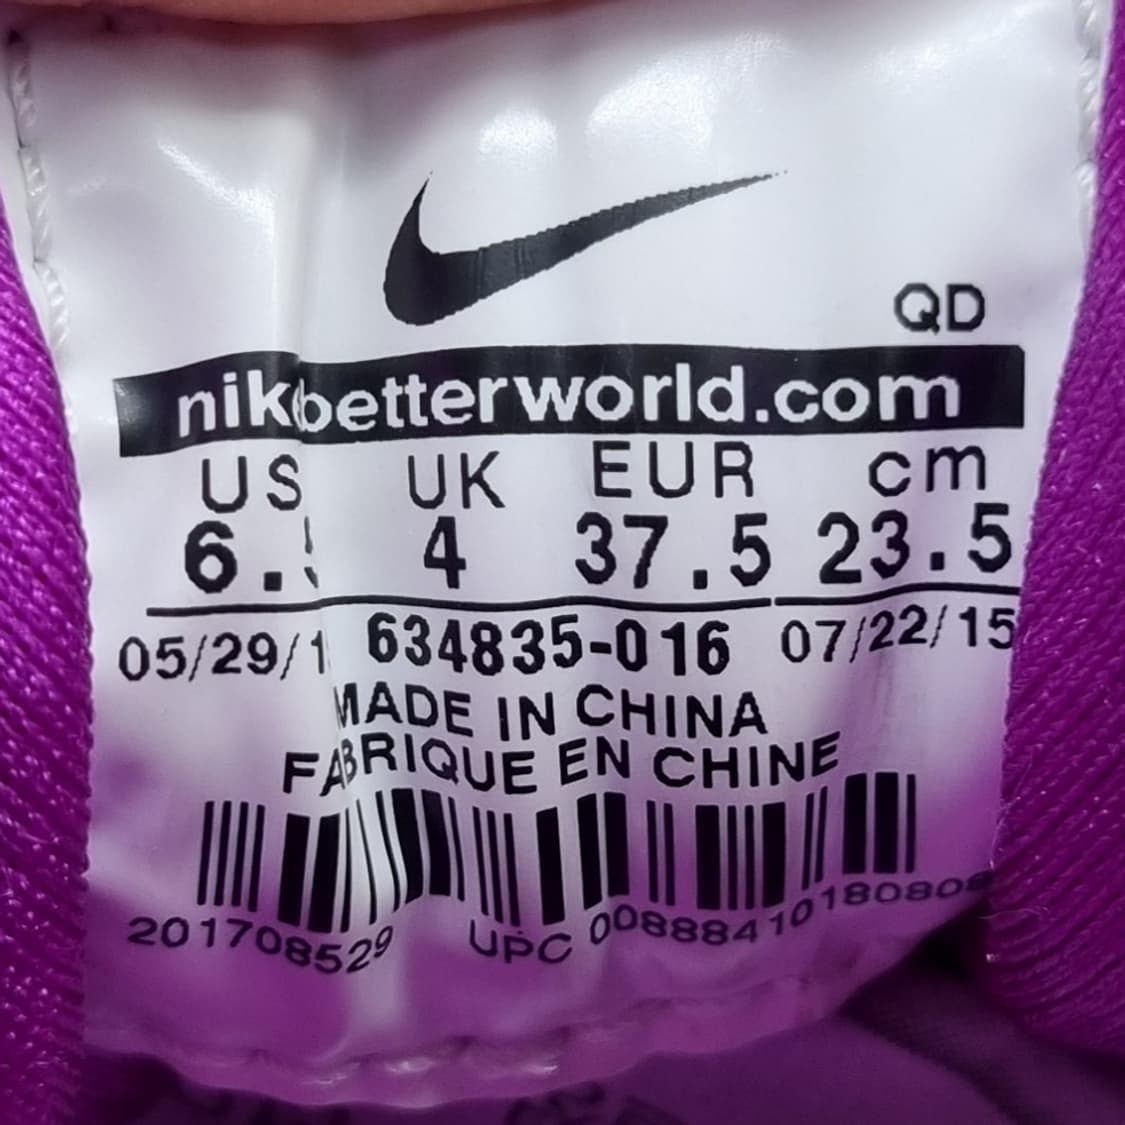 QD
nikebetterworld.com
US UK EUR cm
6.5 4 37.5 23.5
05/29/1 634835-016 07/22/15
MADE IN CHINA
FABRIQUE EN CHINE
201708529 UPC 00888410180808